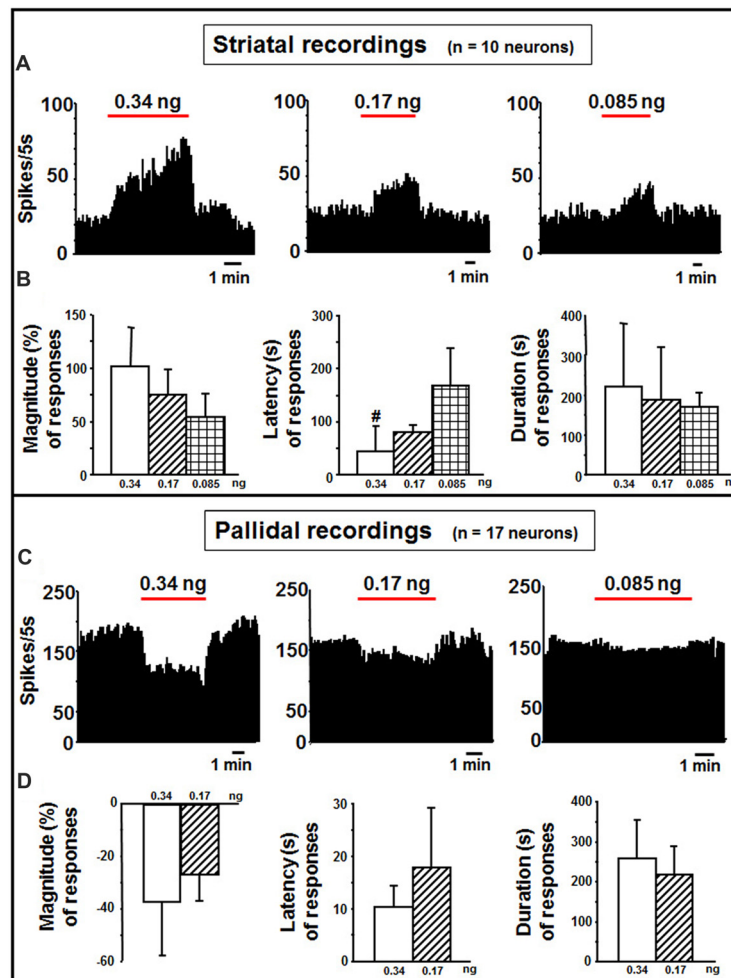 Striatal recordings (n = 10 neurons)
A
0.34 ng
0.17 ng
0.085 ng
Spikes/5s
100
50
0
1 min
100
50
0
1 min
100
50
0
1 min
B
Magnitude (%)
of responses
150
100
50
0
0.34 0.17 0.085 ng
Latency (s)
of responses
300
200
100
0
#
0.34 0.17 0.085 ng
Duration (s)
of responses
400
300
200
100
0
0.34 0.17 0.085 n
Pallidal recordings (n = 17 neurons)
C
0.34 ng
0.17 ng
0.085 ng
Spikes/5s
250
150
50
0
1 min
250
150
50
0
1 min
250
150
50
0
1 min
D
Magnitude (%)
of responses
0.34 0.17 ng
0
-20
-40
-60
Latency (s)
of responses
30
20
10
0
0.34 0.17 ng
Duration (s)
of responses
400
300
200
100
0
0.34 0.17 ng